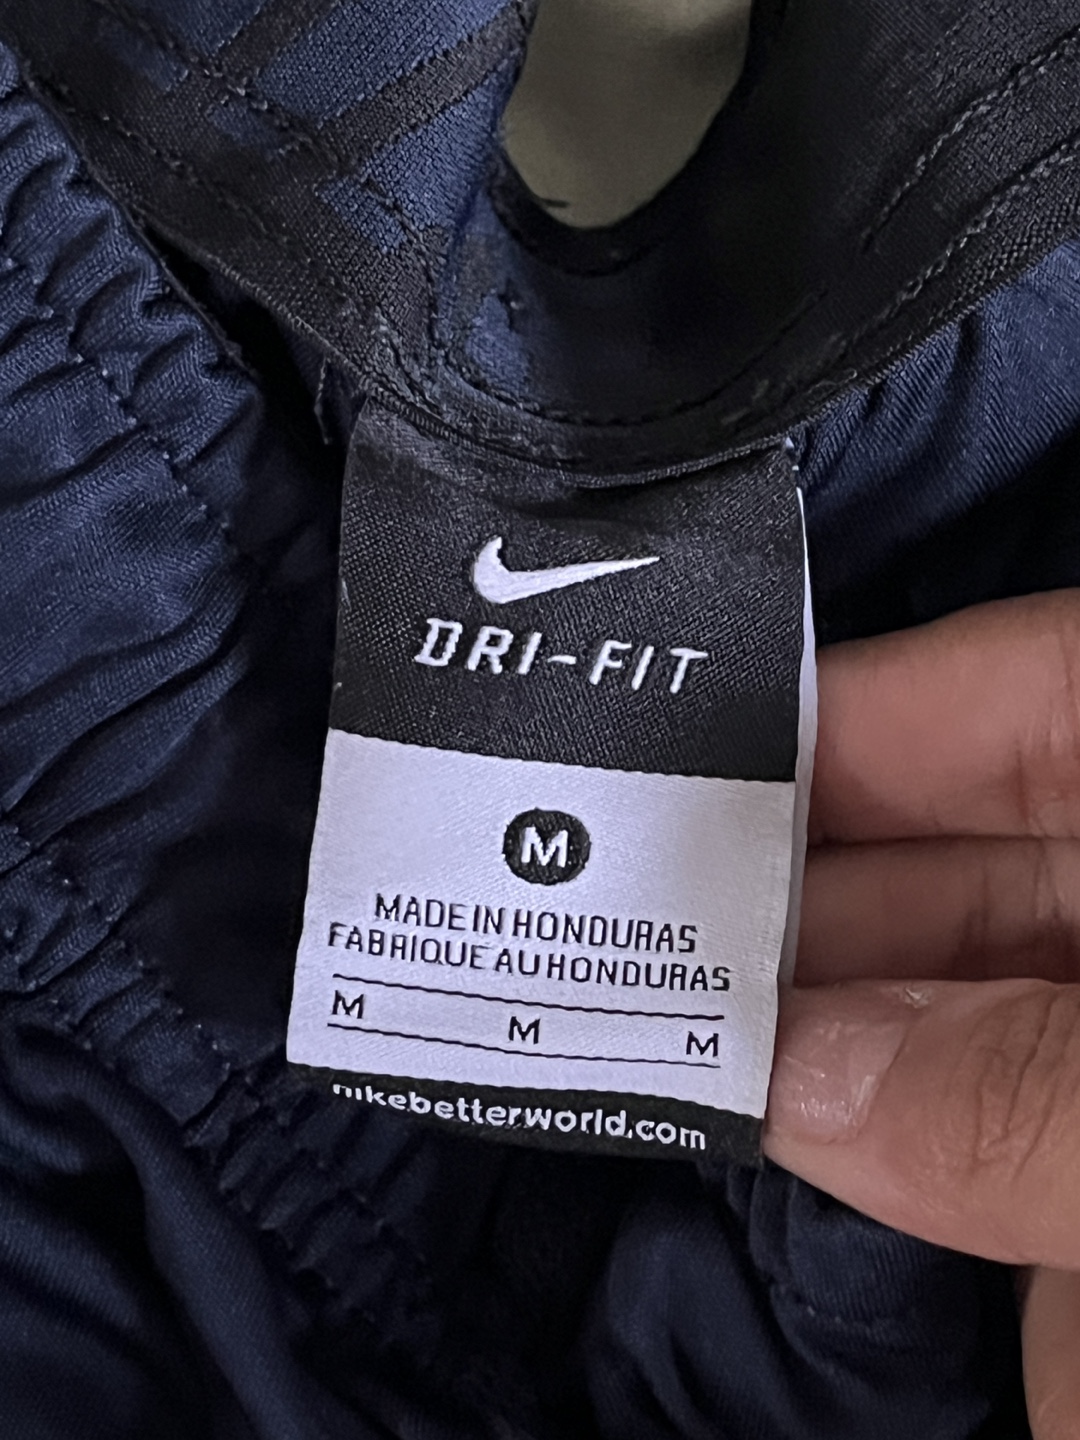 DRI-FIT
M
MADE IN HONDURAS
FABRIQUE AU HONDURAS
M M M
nikebetterworld.com